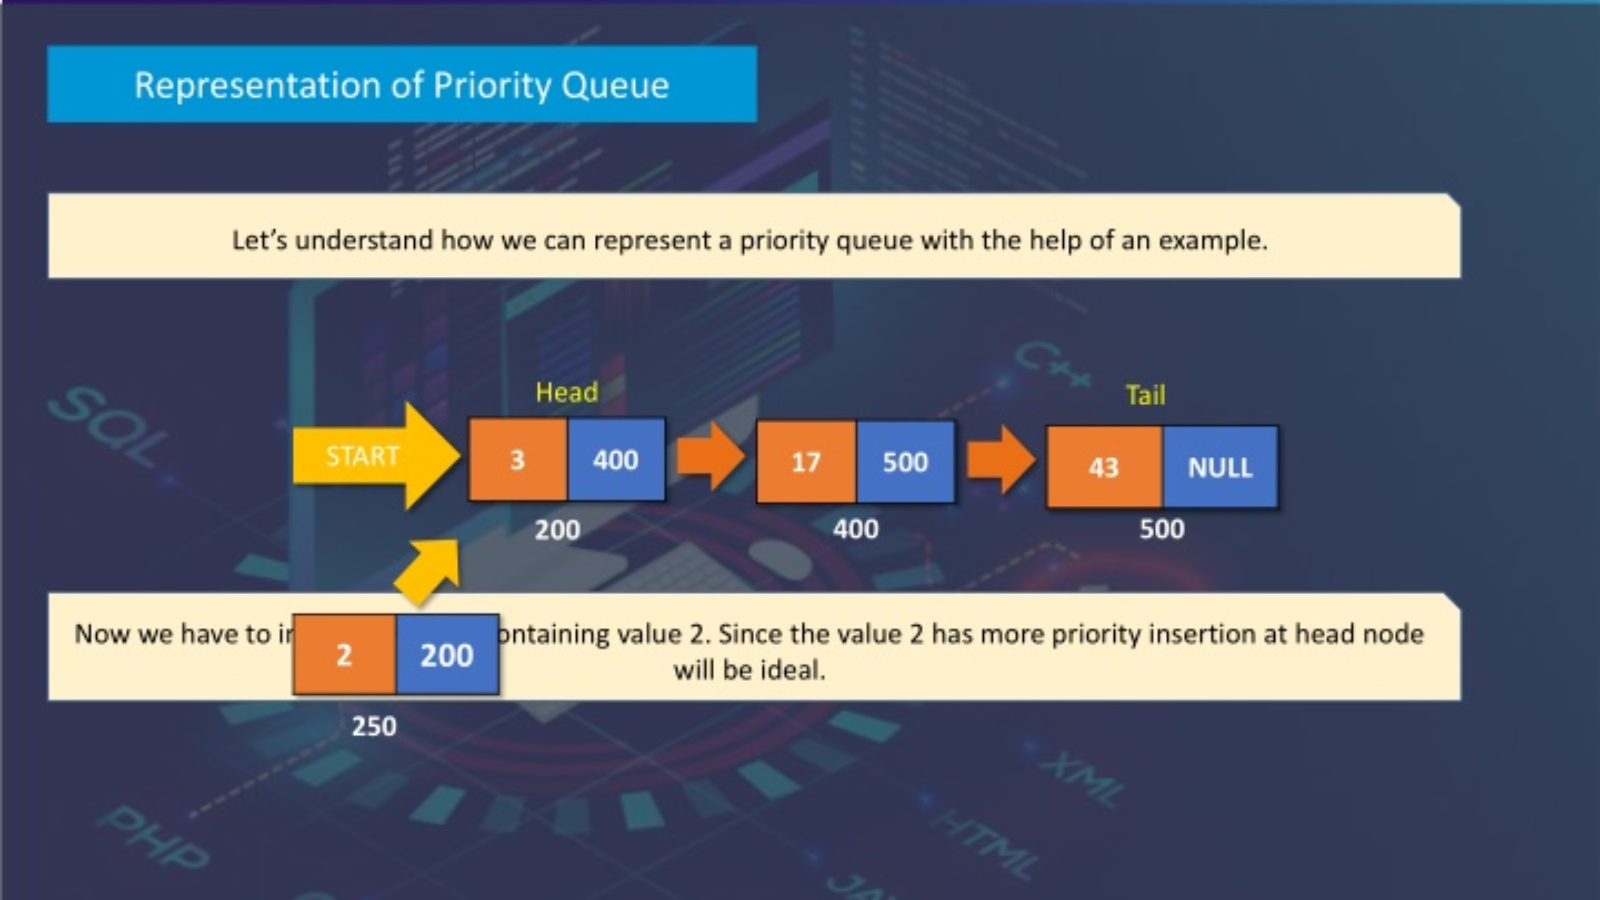 Representation of Priority Queue
Let's understand how we can represent a priority queue with the help of an example.
Head
Tail
START
3 400
17 500
43 NULL
200
400
500
Now we have to in
2 200
ontaining value 2. Since the value 2 has more priority insertion at head node
will be ideal.
250
SQL
C++
PHP
XML
HTML
JA